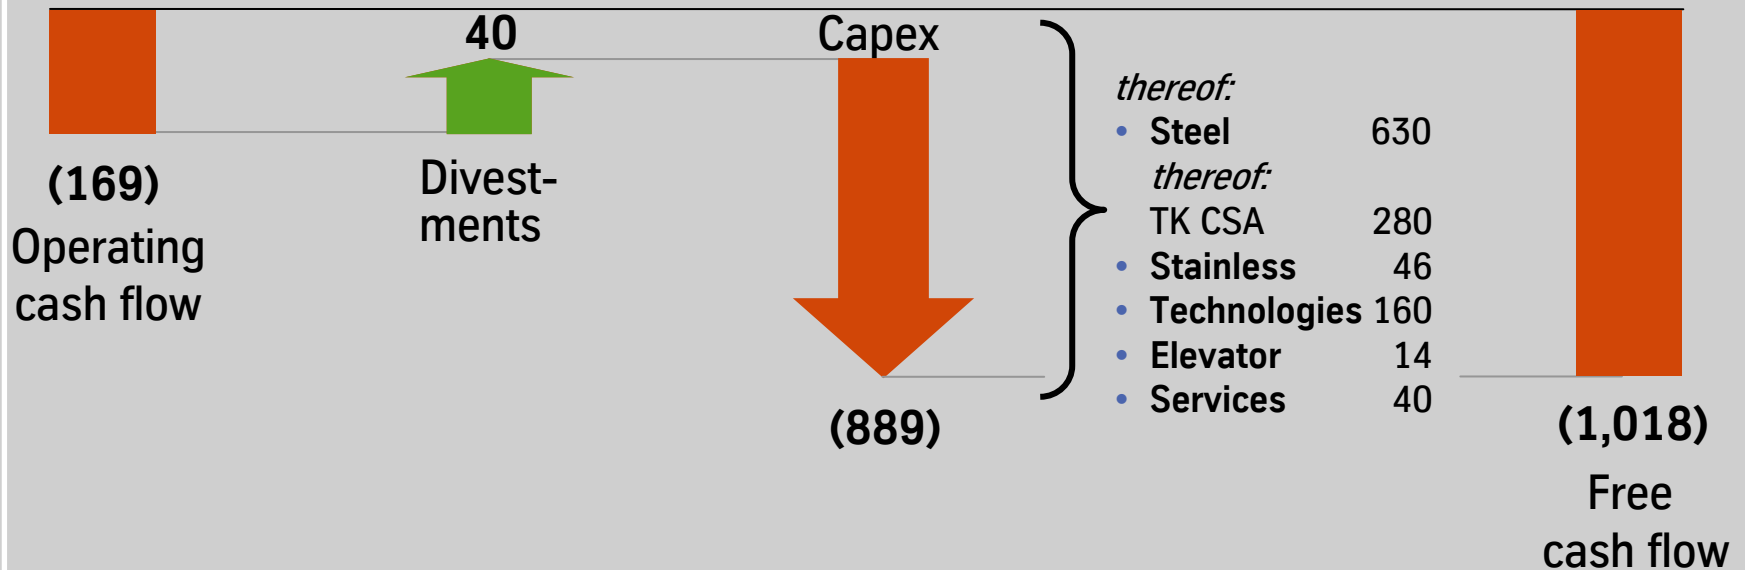 (169)
Operating
cash flow
40
Divest-
ments
Capex
(889)
thereof:
• Steel 630
thereof:
TK CSA 280
• Stainless 46
• Technologies 160
• Elevator 14
• Services 40
(1,018)
Free
cash flow